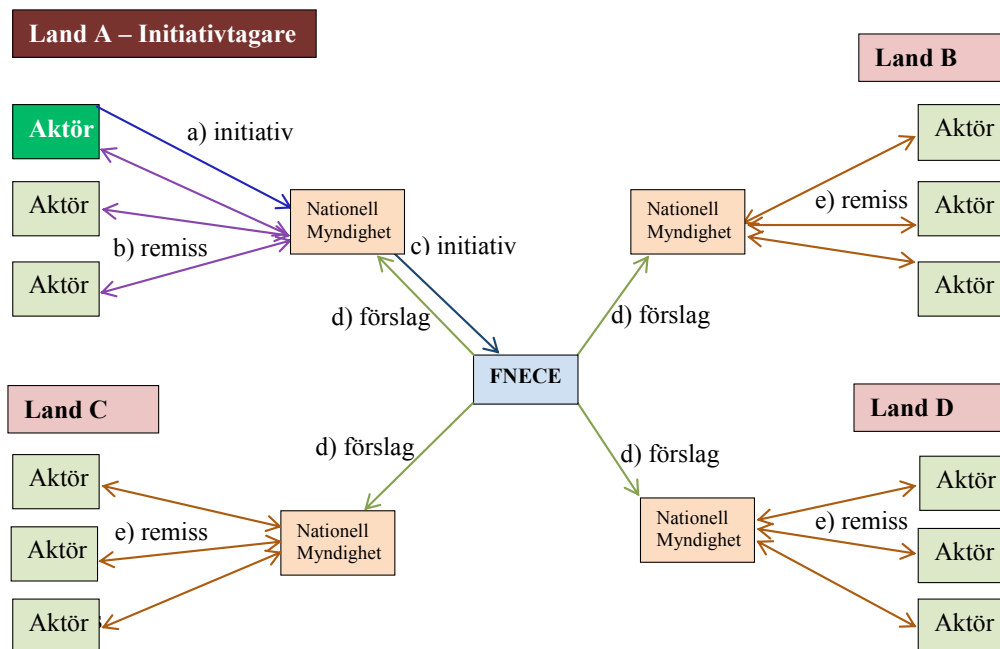 Land A – Initiativtagare
Land B
Aktör
a) initiativ
Aktör
Aktör
Nationell
Myndighet
b) remiss
c) initiativ
Aktör
Nationell
Myndighet
e) remiss
Aktör
Aktör
d) förslag
d) förslag
FNECE
Land C
Land D
d) förslag
d) förslag
Aktör
e) remiss
Aktör
Aktör
Nationell
Myndighet
Nationell
Myndighet
Aktör
e) remiss
Aktör
Aktör